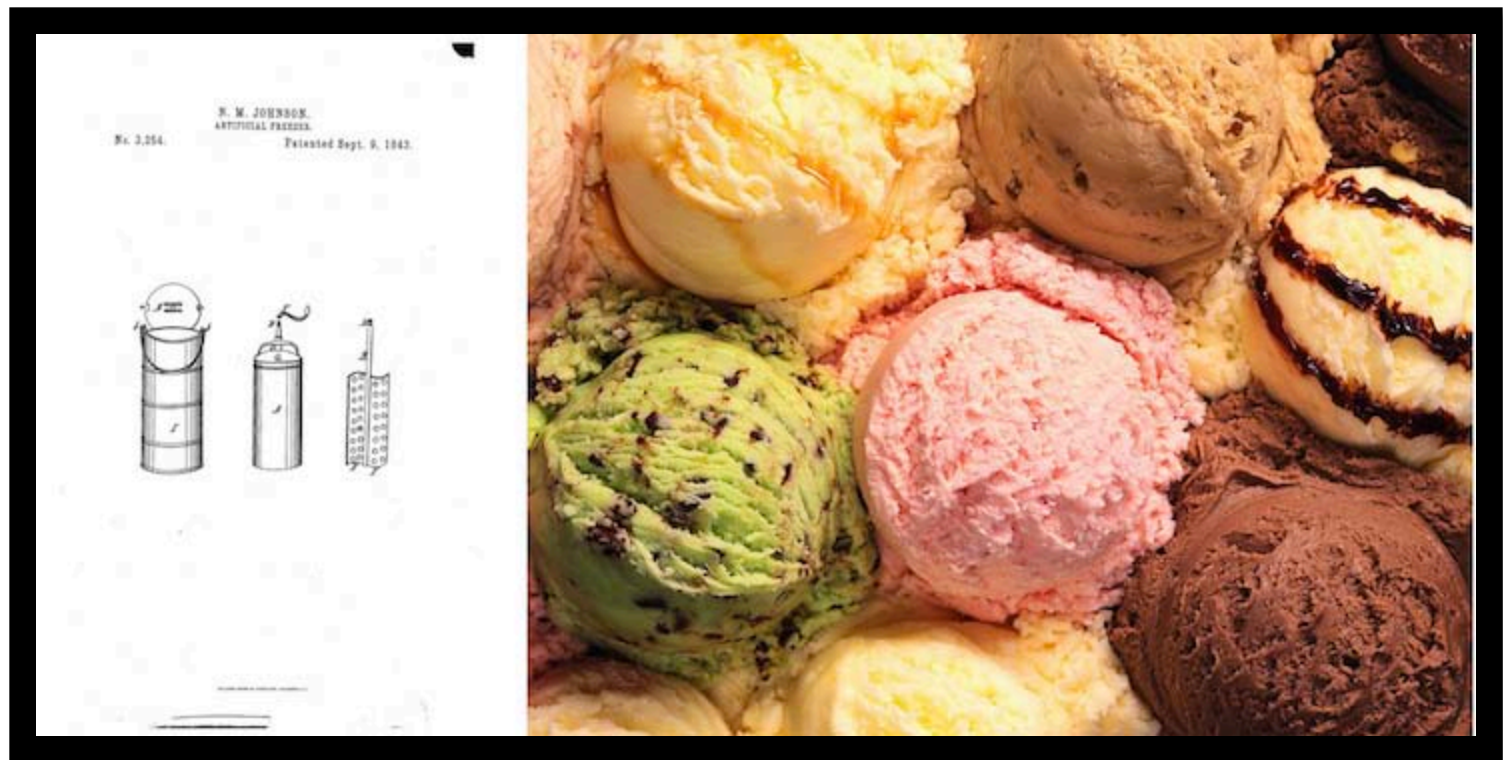 N. M. JOHNSON.
ARTIFICIAL FREEZER.
No. 3,254.
Patented Sept. 9, 1843.